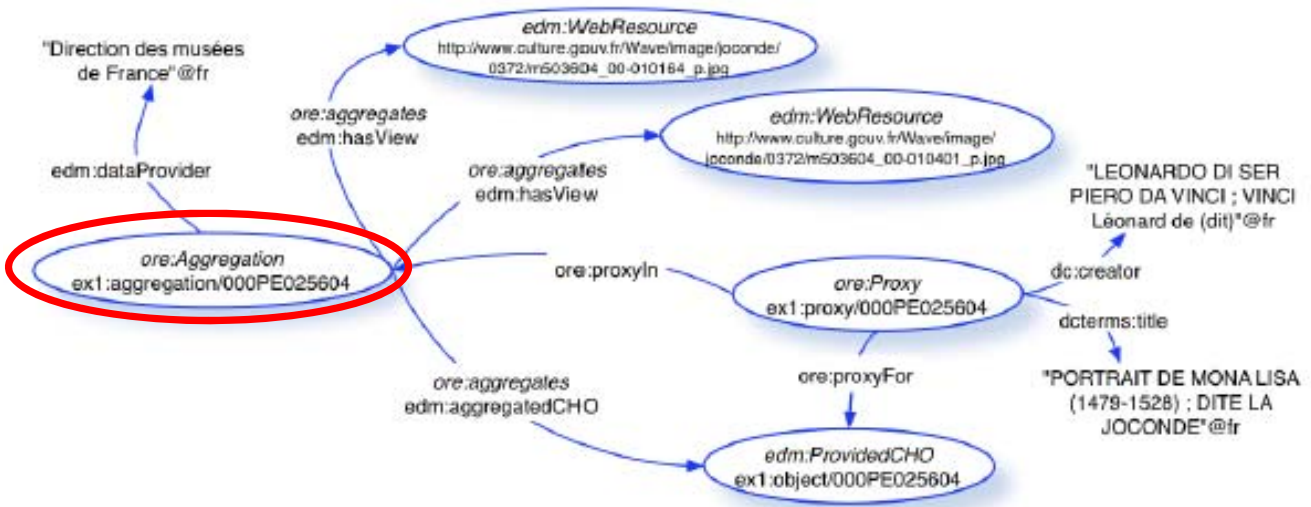 edm:WebResource
http://www.culture.gouv.fr/Wave/image/joconde/
0372/m503604_00-010164_p.jpg
"Direction des musées
de France"@fr
ore:aggregates
edm:hasView
edm:WebResource
http://www.culture.gouv.fr/Wave/image/
joconde/0372/m503604_00-010401_p.jpg
edm:dataProvider
ore:aggregates
edm:hasView
"LEONARDO DI SER
PIERO DA VINCI ; VINCI
Léonard de (dit)"@fr
ore:Aggregation
ex1:aggregation/000PE025604
ore:proxyIn
ore:Proxy
ex1:proxy/000PE025604
dc:creator
dcterms:title
ore:aggregates
edm:aggregatedCHO
ore:proxyFor
"PORTRAIT DE MONA LISA
(1479-1528) ; DITE LA
JOCONDE"@fr
edm:ProvidedCHO
ex1:object/000PE025604